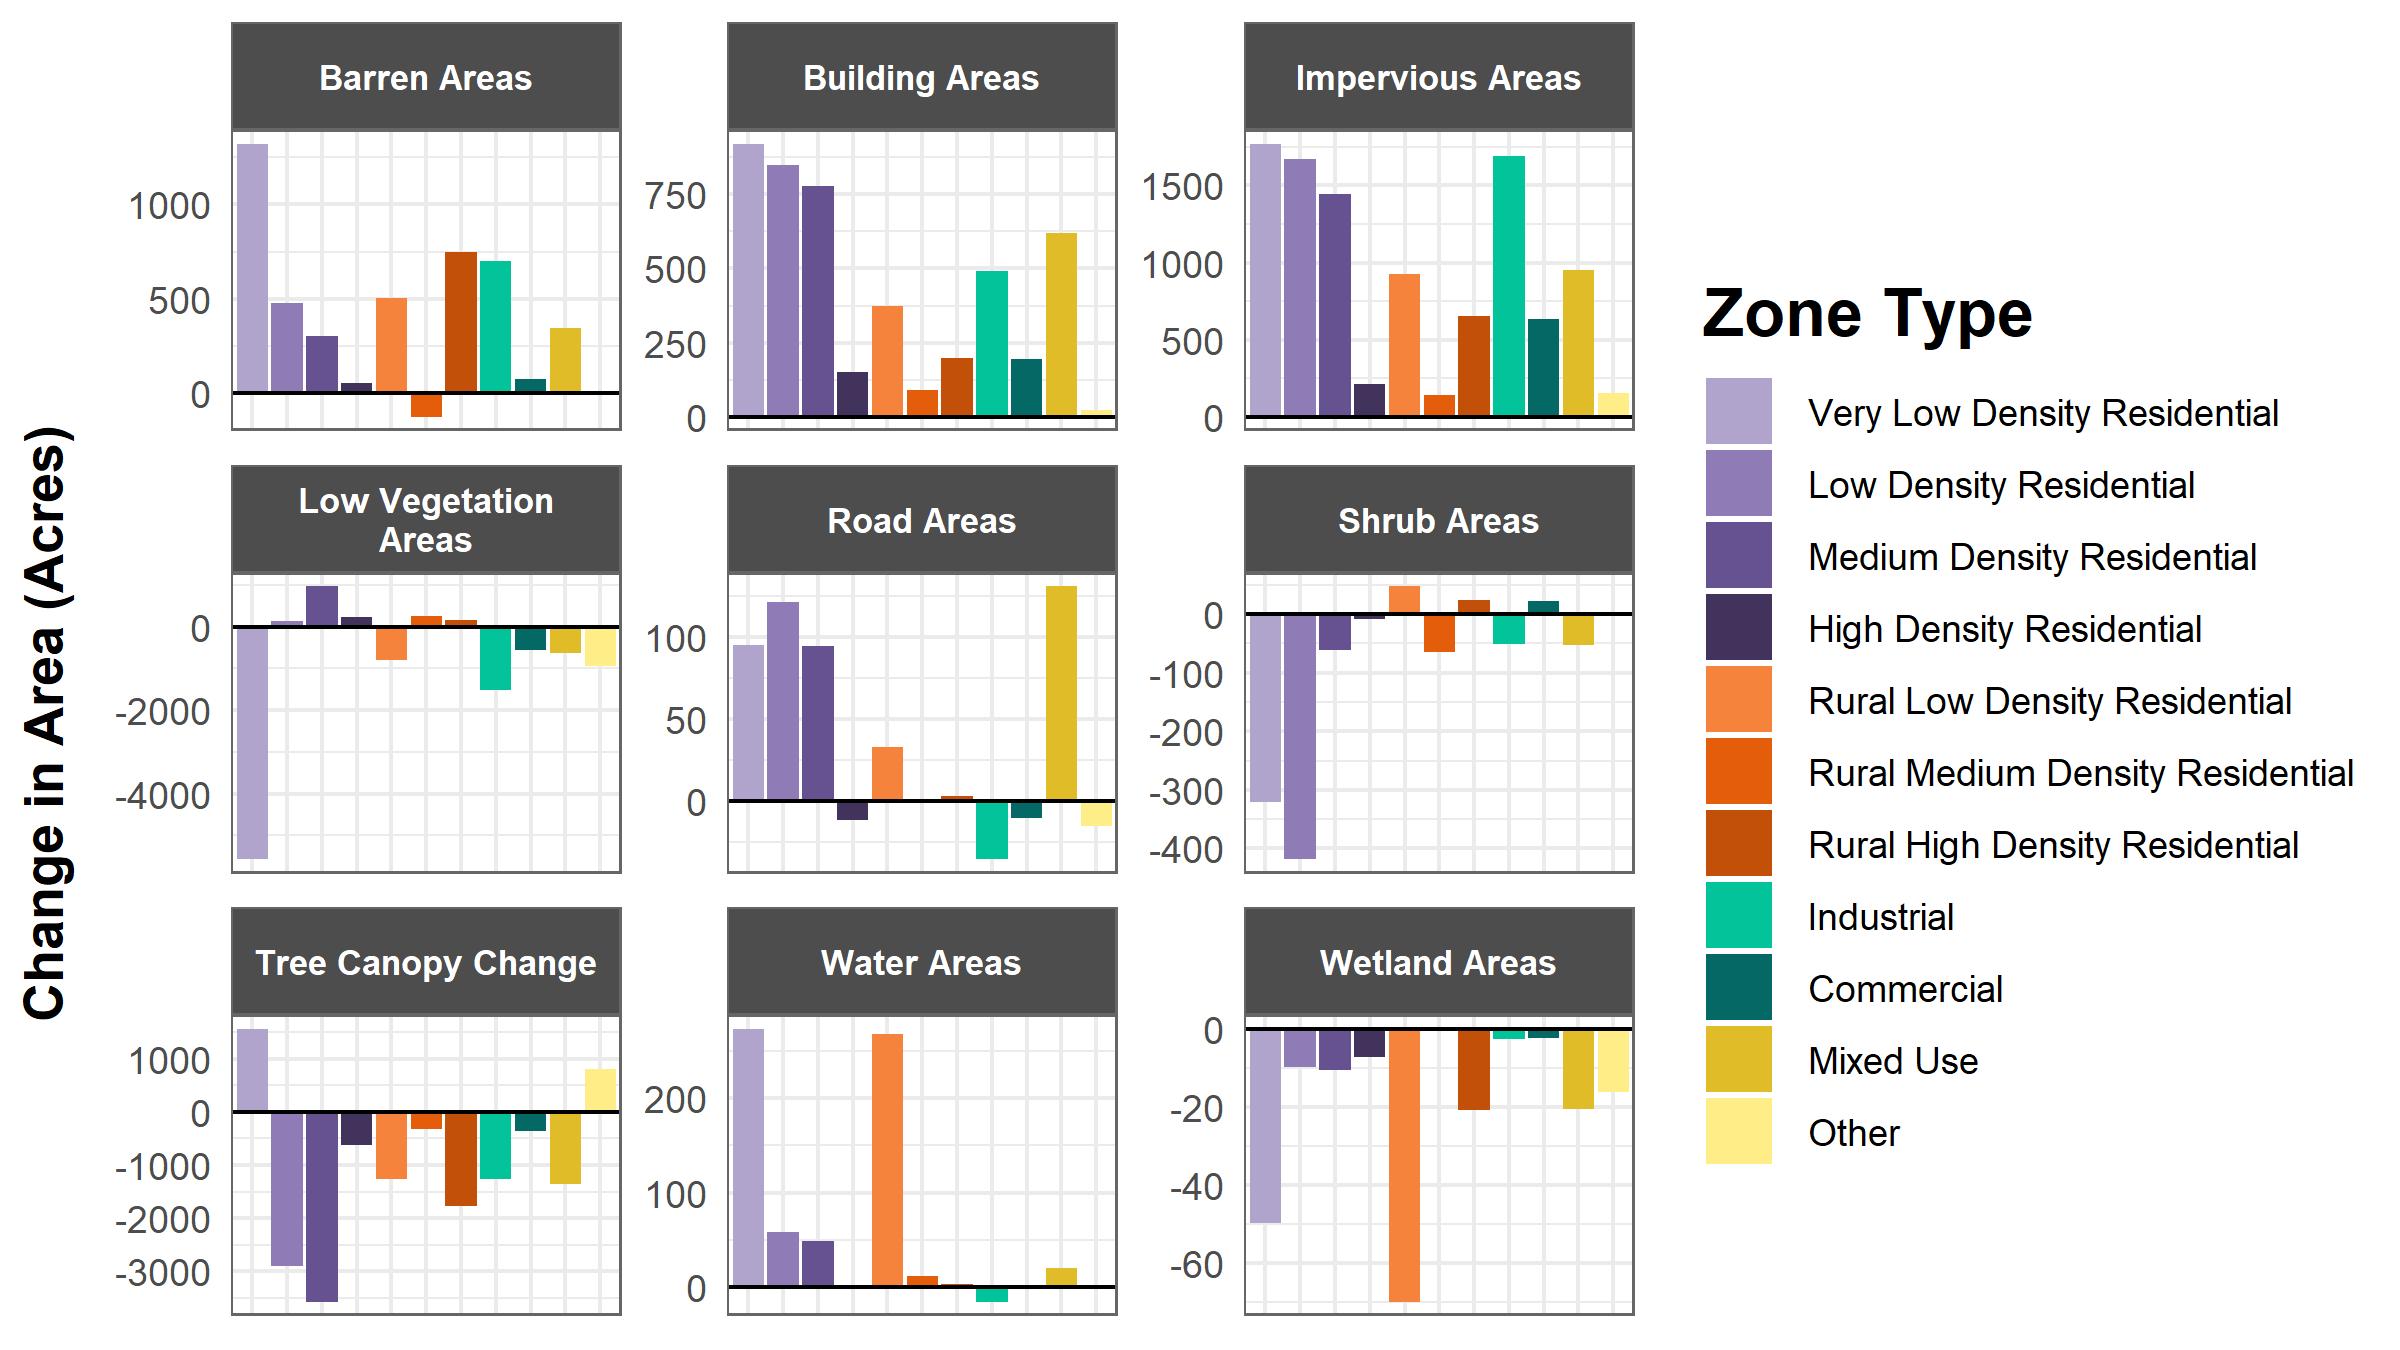 Barren Areas
Building Areas
Impervious Areas
1000
500
0
750
500
250
0
1500
1000
500
0
Low Vegetation
Areas
Road Areas
Shrub Areas
0
-2000
-4000
100
50
0
0
-100
-200
-300
-400
Tree Canopy Change
Water Areas
Wetland Areas
1000
0
-1000
-2000
-3000
200
100
0
0
-20
-40
-60
Change in Area (Acres)
Zone Type
Very Low Density Residential
Low Density Residential
Medium Density Residential
High Density Residential
Rural Low Density Residential
Rural Medium Density Residential
Rural High Density Residential
Industrial
Commercial
Mixed Use
Other